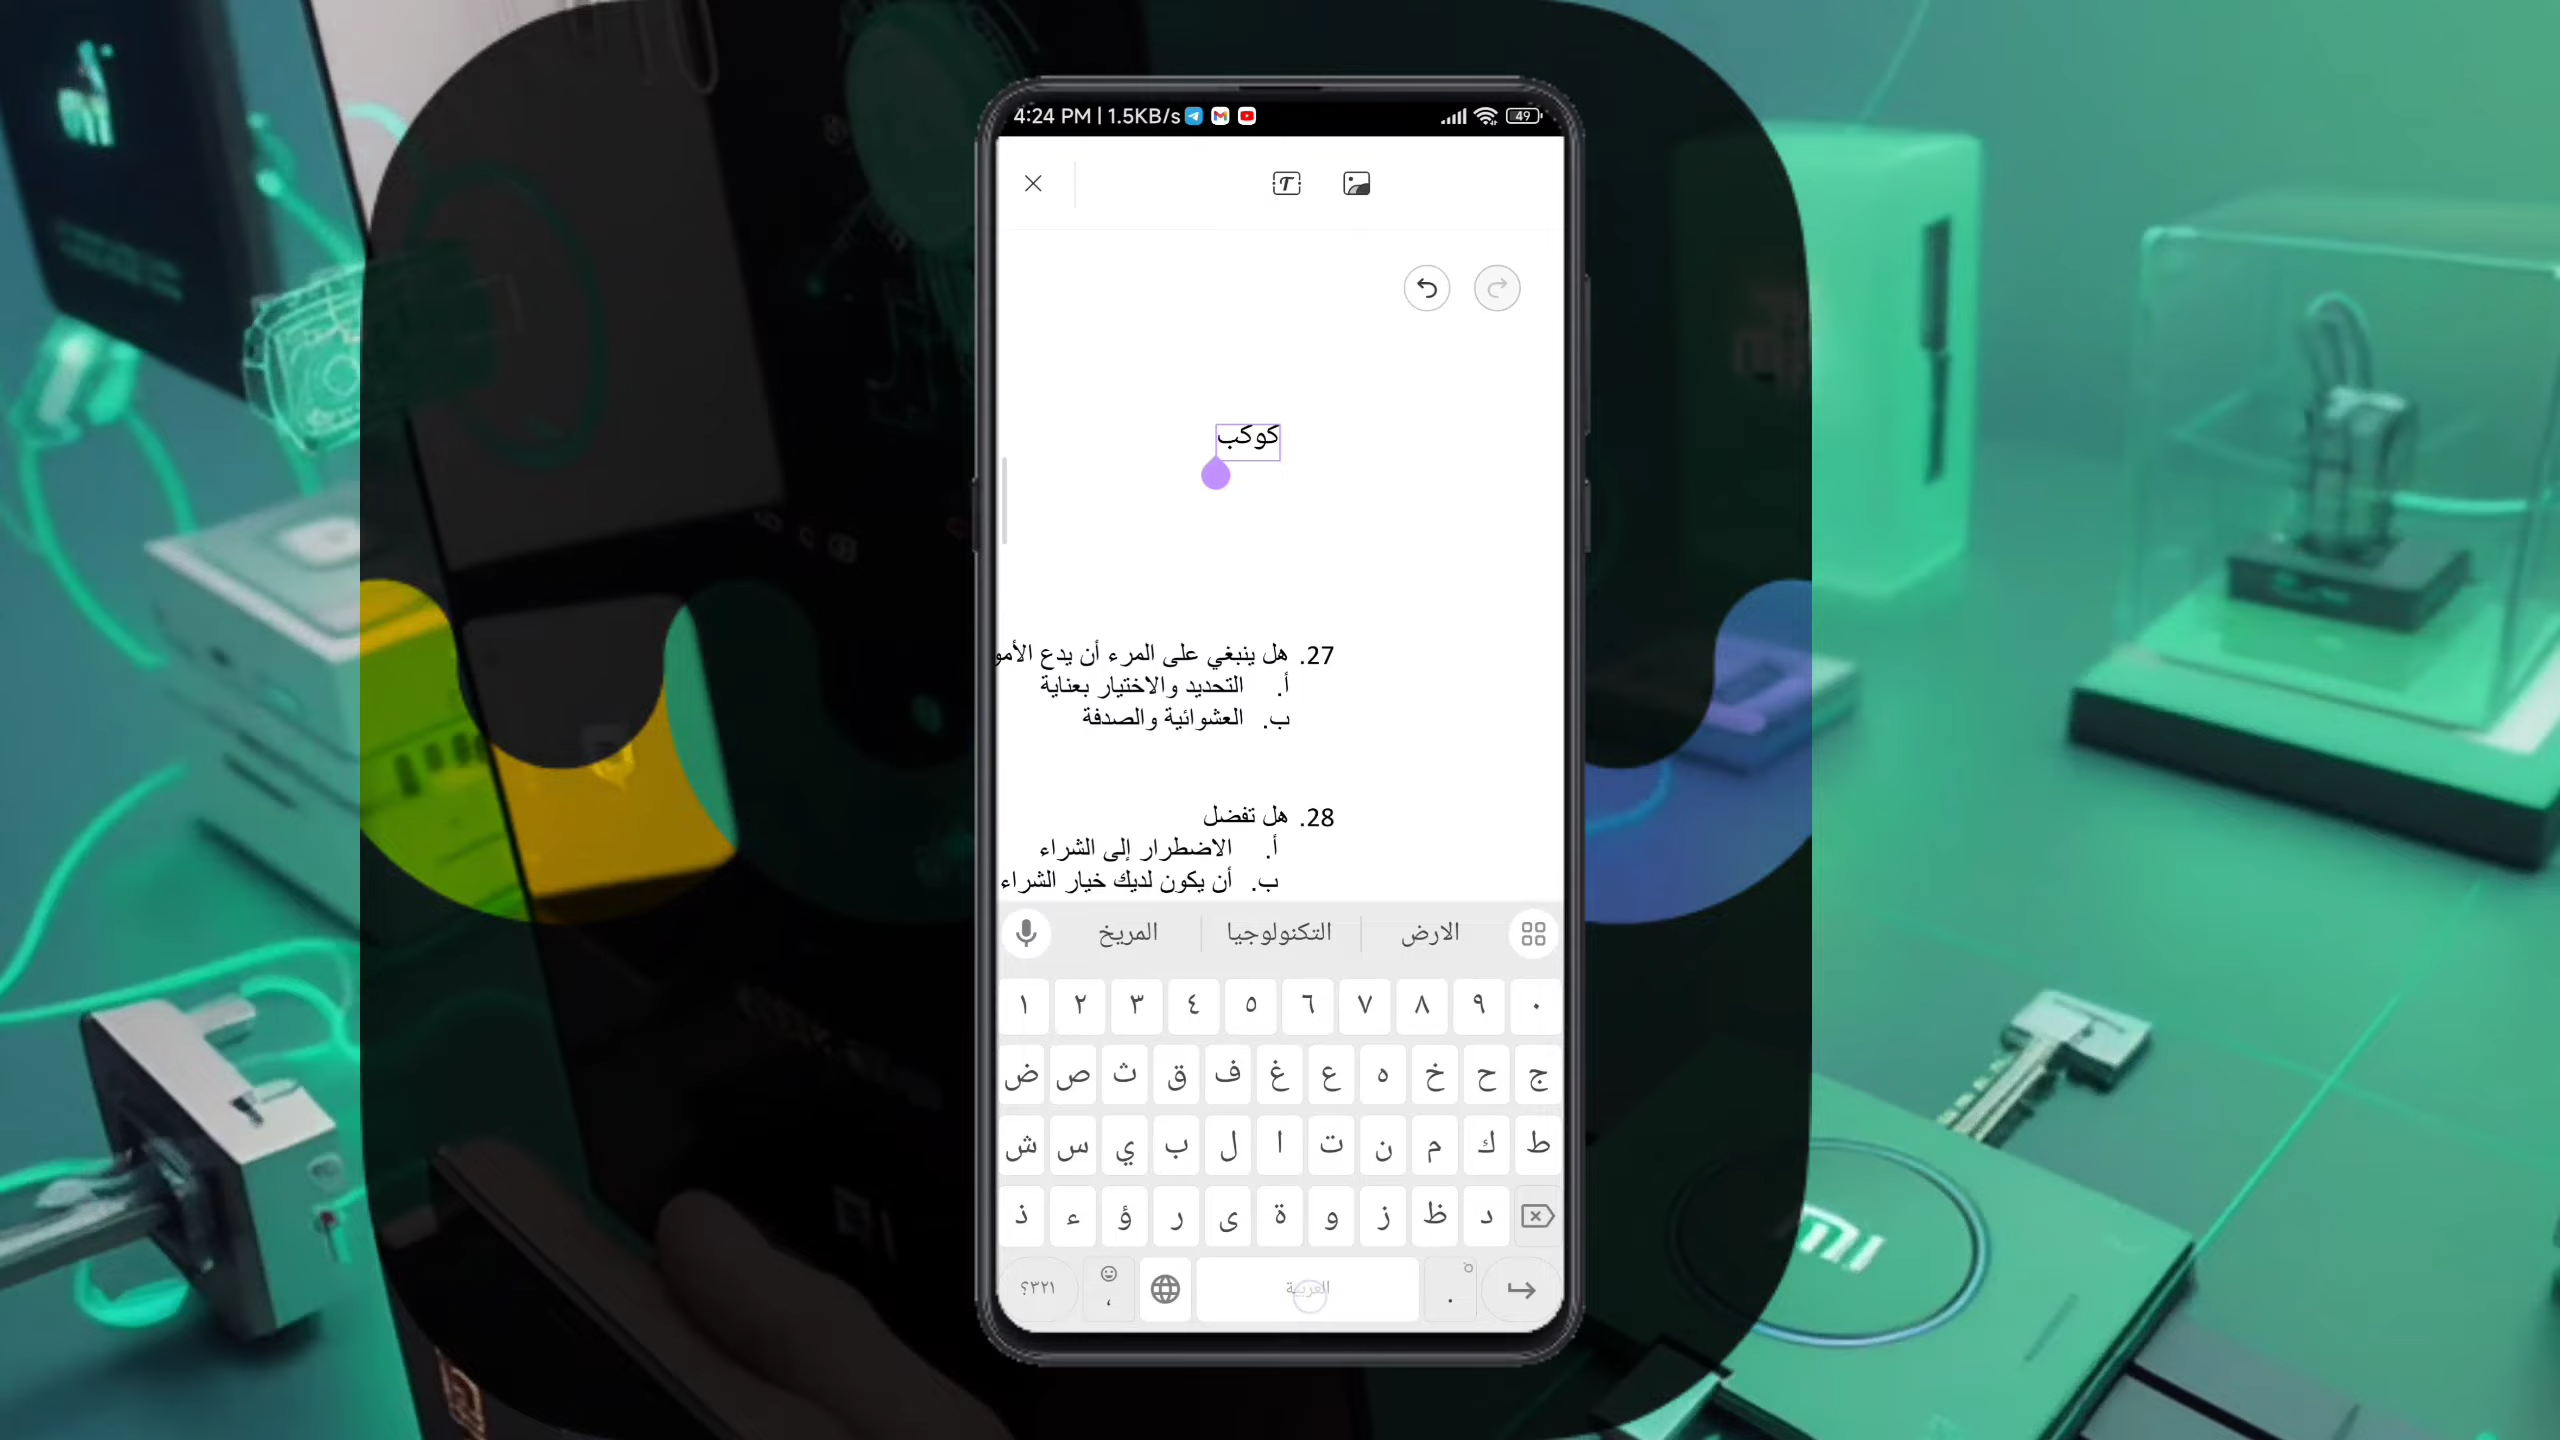 4:24 PM | 1.5KB/s
49
كوكب
27. هل ينبغي على المرء أن يدع الأمو
أ. التحديد والاختيار بعناية
ب. العشوائية والصدفة
28. هل تفضل
أ. الاضطرار إلى الشراء
ب. أن يكون لديك خيار الشراء
المريخ التكنولوجيا الارض
١ ٢ ٣ ٤ ٥ ٦ ٧ ٨ ٩ ٠
ض ص ث ق ف غ ع ه خ ح ج
ش س ي ب ل ا ت ن م ك ط
ذ ء ؤ ر ى ة و ز ظ د
؟٣٢١ ، العربية .